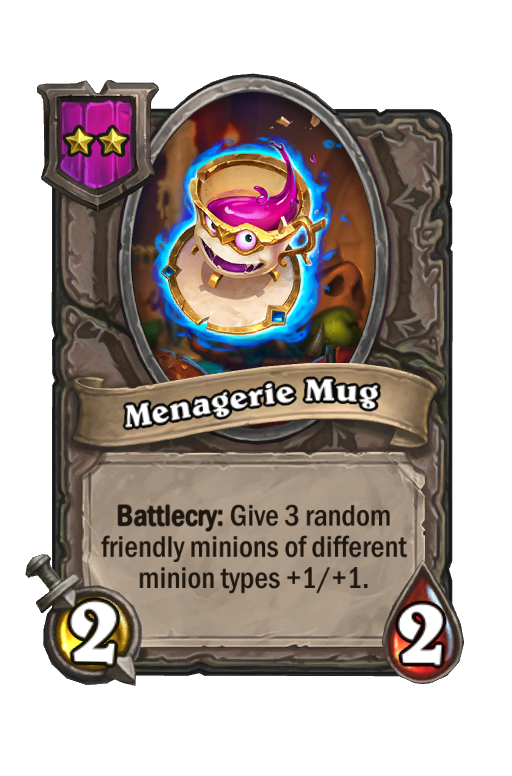 Menagerie Mug
Battlecry: Give 3 random
friendly minions of different
minion types +1/+1.
2
2